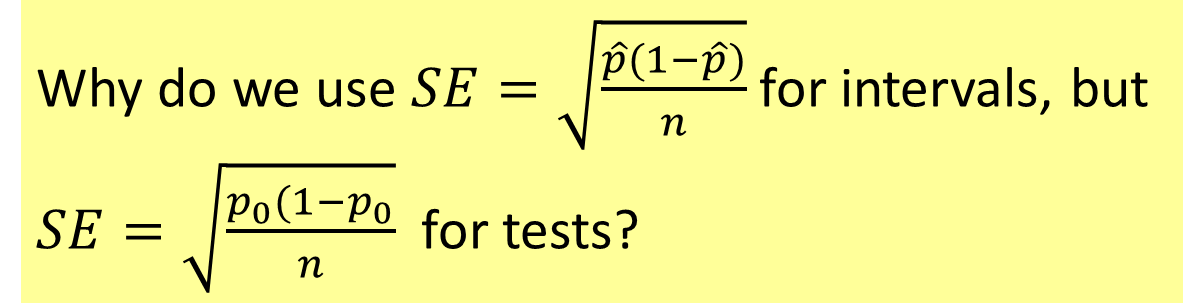 Why do we use 𝑆𝐸 = √(p̂(1−p̂)/n) for intervals, but
𝑆𝐸 = √(p₀(1−p₀/n) for tests?